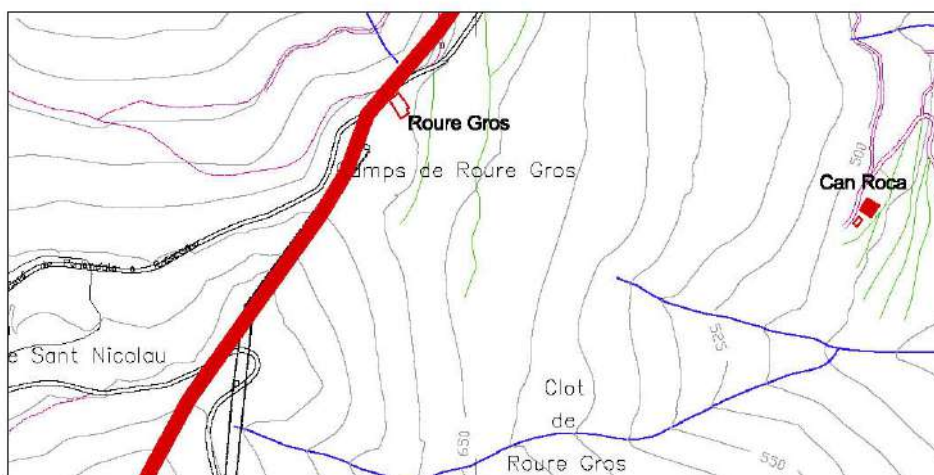 Roure Gros
Camps de Roure Gros
500
Can Roca
525
e Sant Nicolau
Clot
de
Roure Gros
650
550